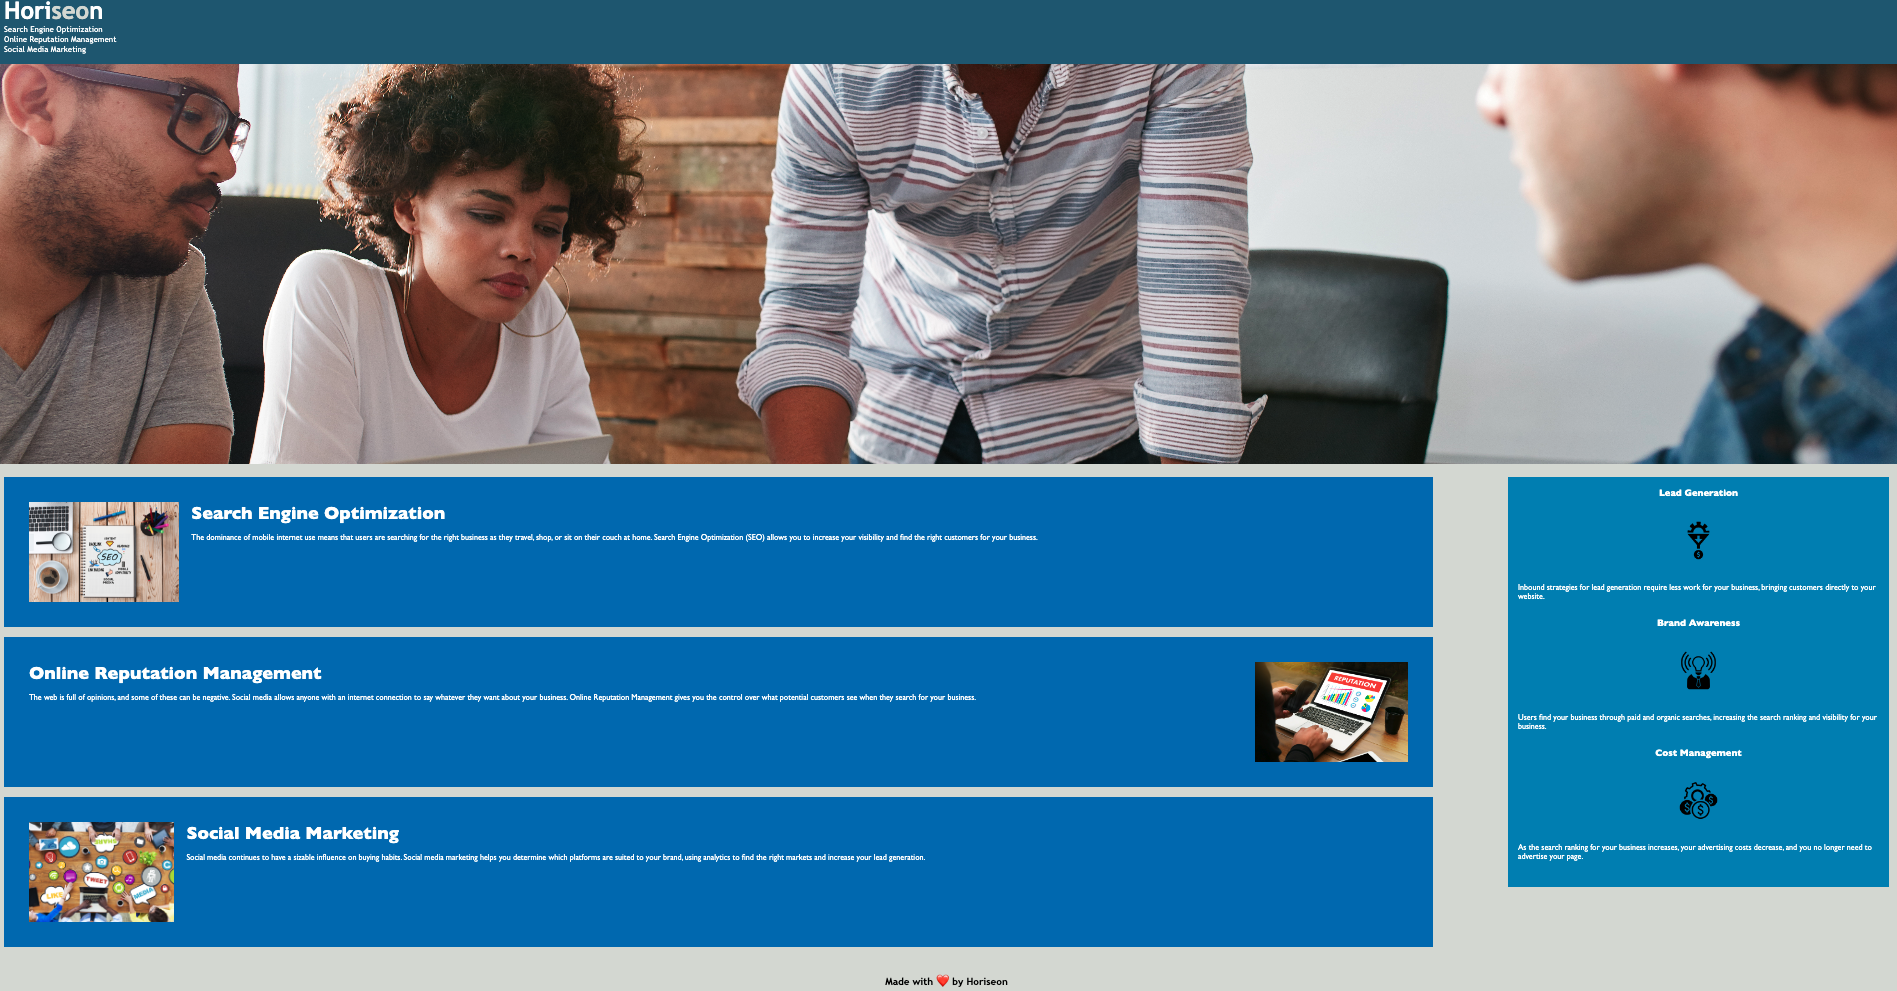 Horiseon
Search Engine Optimization
Online Reputation Management
Social Media Marketing
Search Engine Optimization
The dominance of mobile internet use means that users are searching for the right business as they travel, shop, or sit on their couch at home. Search Engine Optimization (SEO) allows you to increase your visibility and find the right customers for your business.
SEO
Online Reputation Management
The web is full of opinions, and some of these can be negative. Social media allows anyone with an internet connection to say whatever they want about your business. Online Reputation Management gives you the control over what potential customers see when they search for your business.
REPUTATION
Social Media Marketing
Social media continues to have a sizable influence on buying habits. Social media marketing helps you determine which platforms are suited to your brand, using analytics to find the right markets and increase your lead generation.
TWEET
LIKE
MEDIA
Lead Generation
Inbound strategies for lead generation require less work for your business, bringing customers directly to your
website.
Brand Awareness
Users find your business through paid and organic searches, increasing the search ranking and visibility for your
business.
Cost Management
As the search ranking for your business increases, your advertising costs decrease, and you no longer need to
advertise your page.
Made with ❤️ by Horiseon